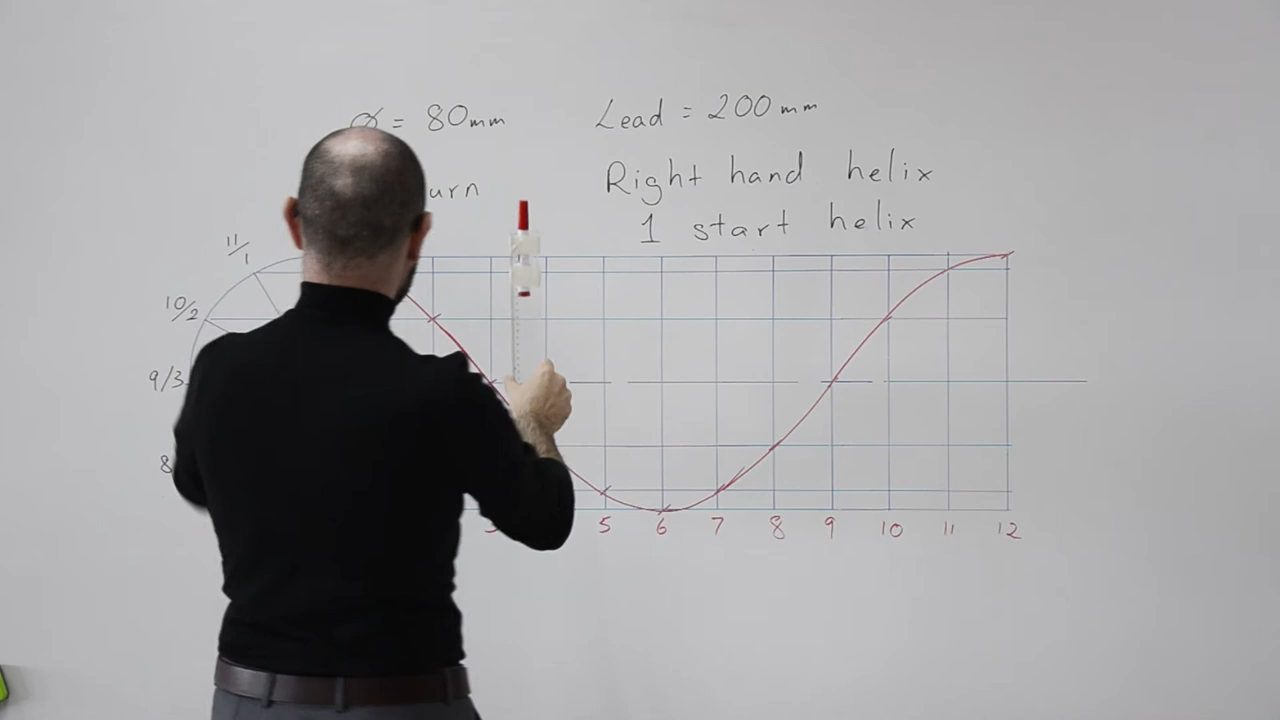 Ø = 80mm
Lead = 200mm
Right hand helix
1 start helix
11/1
10/2
9/3
8
5 6 7 8 9 10 11 12